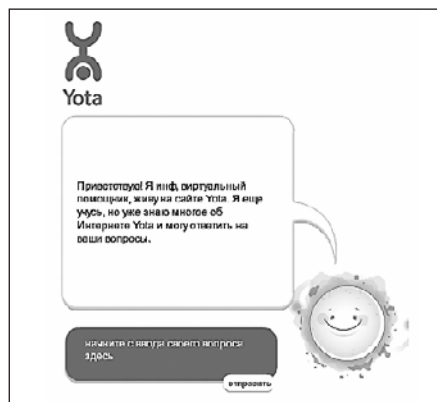 Yota
Приветствую! Я инф, виртуальный
помощник, живу на сайте Yota. Я еще
учусь, но уже знаю многое об
Интернете Yota и могу ответить на
ваши вопросы.
начните с ввода своего вопроса
здесь
отправить